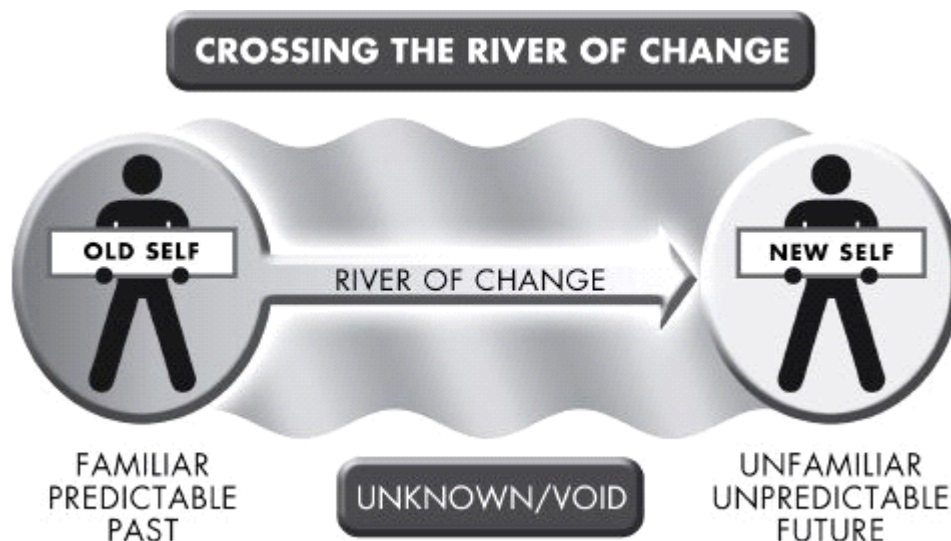 CROSSING THE RIVER OF CHANGE
OLD SELF
RIVER OF CHANGE
NEW SELF
FAMILIAR
PREDICTABLE
PAST
UNKNOWN/VOID
UNFAMILIAR
UNPREDICTABLE
FUTURE